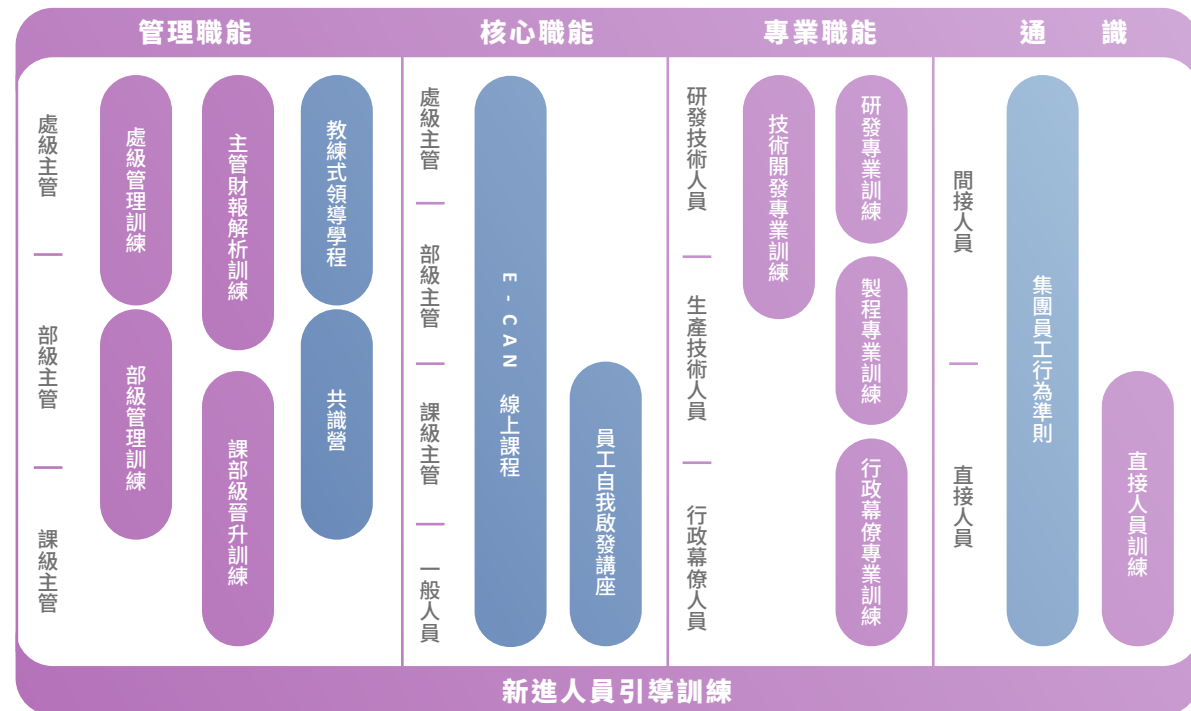 管理職能
核心職能
專業職能
通 識
處級主管
部級主管
課級主管
處級管理訓練
部級管理訓練
主管財報解析訓練
課部級晉升訓練
教練式領導學程
共識營
處級主管
部級主管
課級主管
一般人員
E-CAN 線上課程
員工自我啟發講座
研發技術人員
生產技術人員
行政幕僚人員
技術開發專業訓練
研發專業訓練
製程專業訓練
行政幕僚專業訓練
間接人員
直接人員
集團員工行為準則
直接人員訓練
新進人員引導訓練